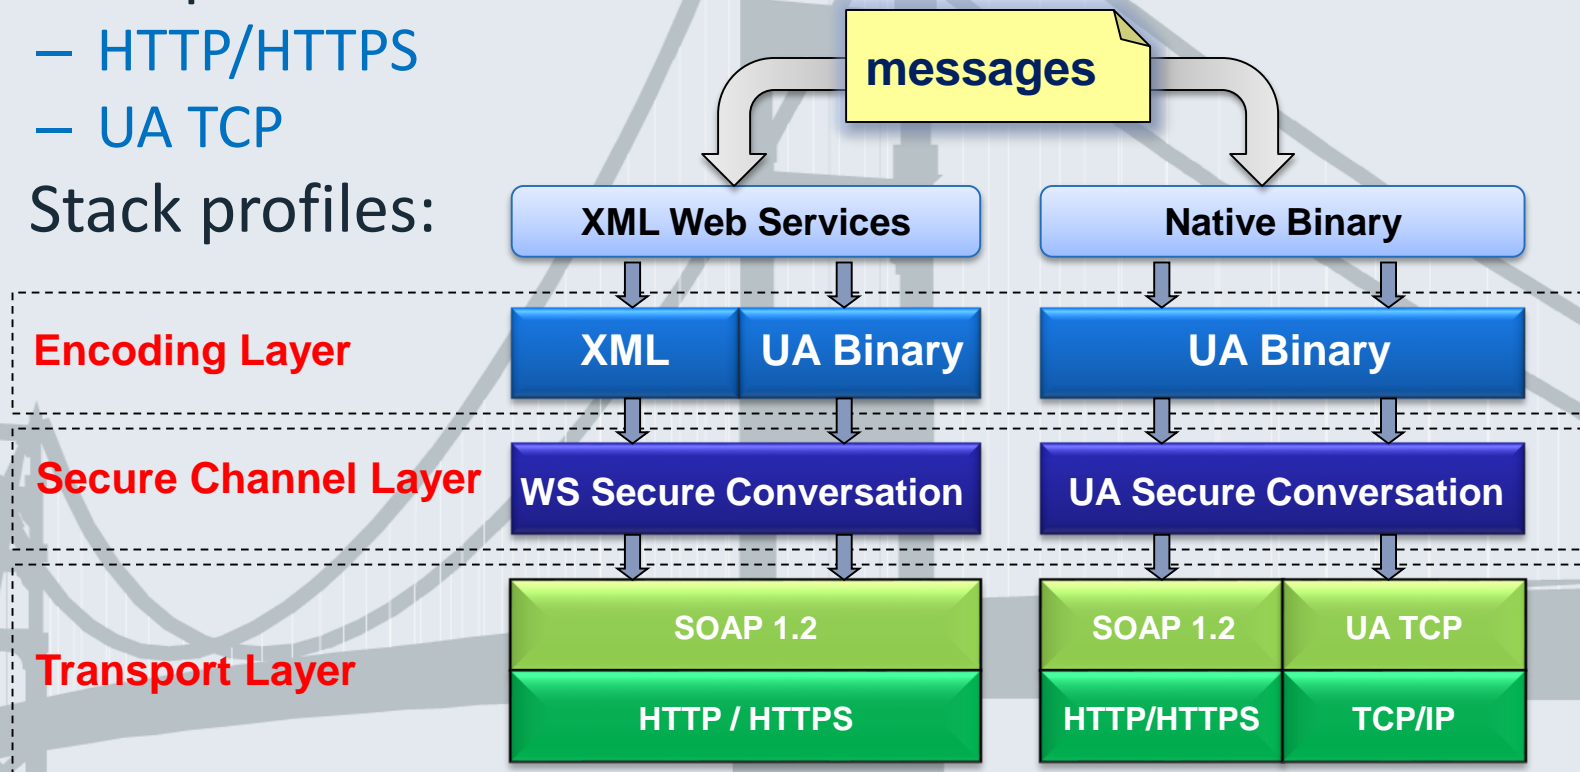 – HTTP/HTTPS
– UA TCP
Stack profiles:
messages
XML Web Services
Native Binary
Encoding Layer
XML
UA Binary
UA Binary
Secure Channel Layer
WS Secure Conversation
UA Secure Conversation
Transport Layer
SOAP 1.2
SOAP 1.2
UA TCP
HTTP / HTTPS
HTTP/HTTPS
TCP/IP